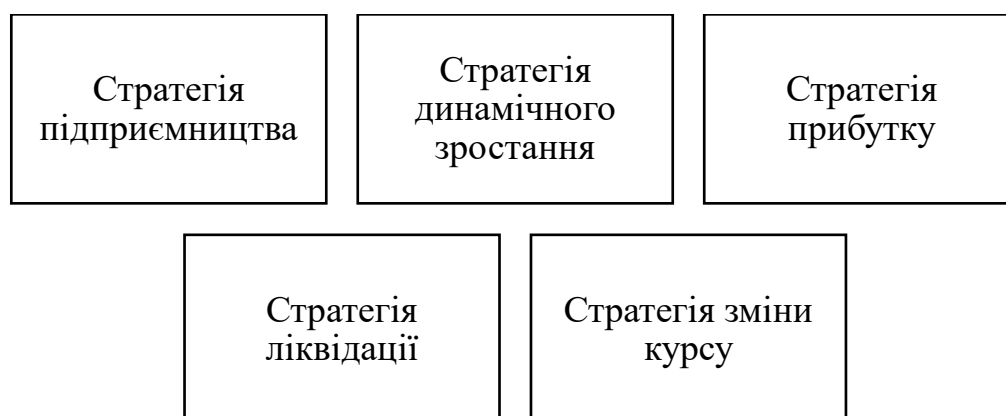 Стратегія
підприємництва
Стратегія
динамічного
зростання
Стратегія
прибутку
Стратегія
ліквідації
Стратегія зміни
курсу